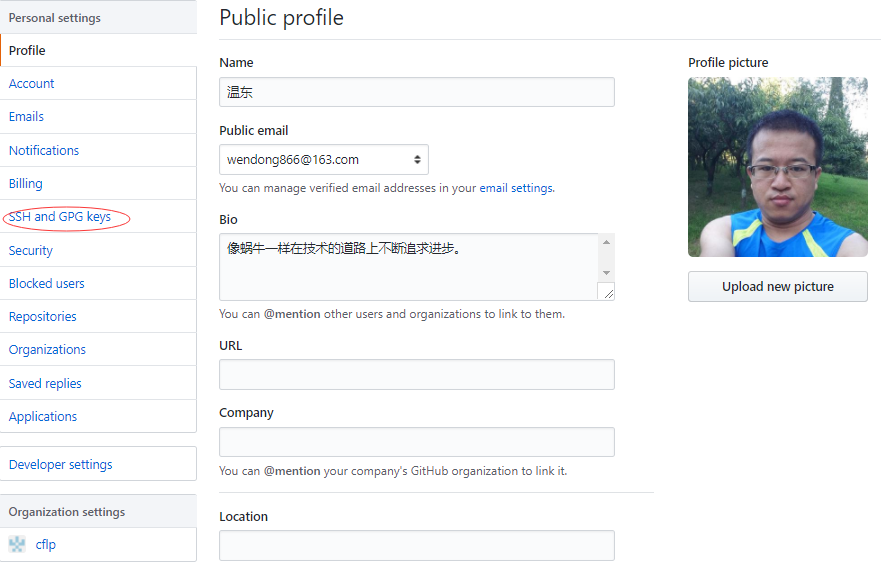 Personal settings
Profile
Account
Emails
Notifications
Billing
SSH and GPG keys
Security
Blocked users
Repositories
Organizations
Saved replies
Applications
Developer settings
Organization settings
cflp
Public profile
Name
温东
Public email
wendong866@163.com
You can manage verified email addresses in your email settings.
Bio
像蜗牛一样在技术的道路上不断追求进步。
You can @mention other users and organizations to link to them.
URL
Company
You can @mention your company's GitHub organization to link it.
Location
Profile picture
Upload new picture